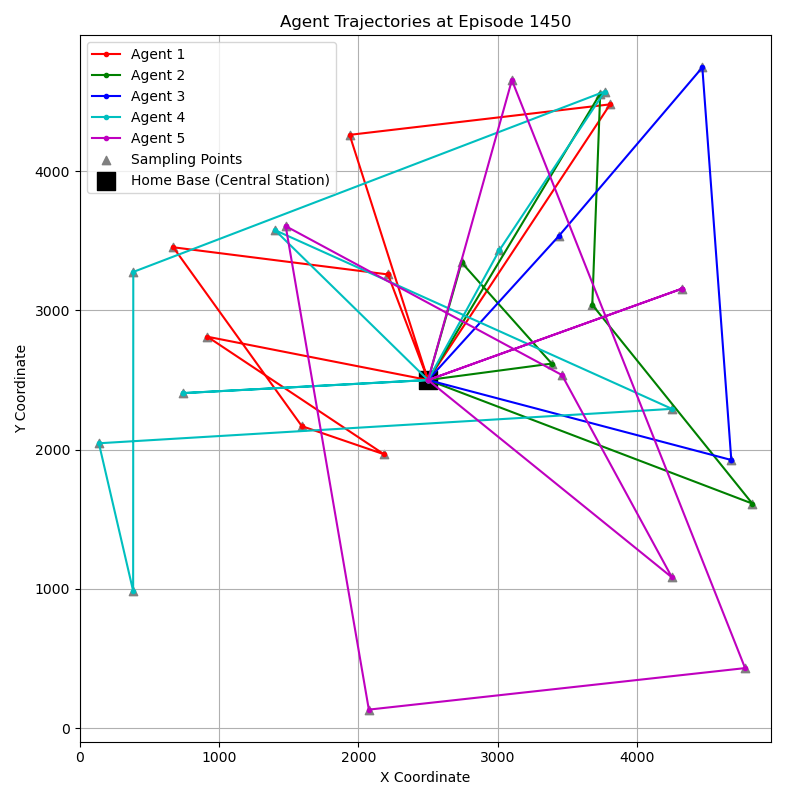 Agent Trajectories at Episode 1450
Agent 1
Agent 2
Agent 3
Agent 4
Agent 5
Sampling Points
Home Base (Central Station)
Y Coordinate
4000
3000
2000
1000
0
0 1000 2000 3000 4000
X Coordinate